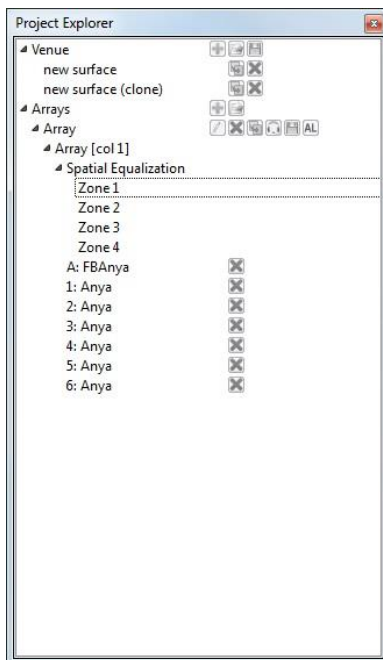 Project Explorer
Venue
new surface
new surface (clone)
Arrays
Array AL
Array [col 1]
Spatial Equalization
Zone 1
Zone 2
Zone 3
Zone 4
A: FBAnya
1: Anya
2: Anya
3: Anya
4: Anya
5: Anya
6: Anya